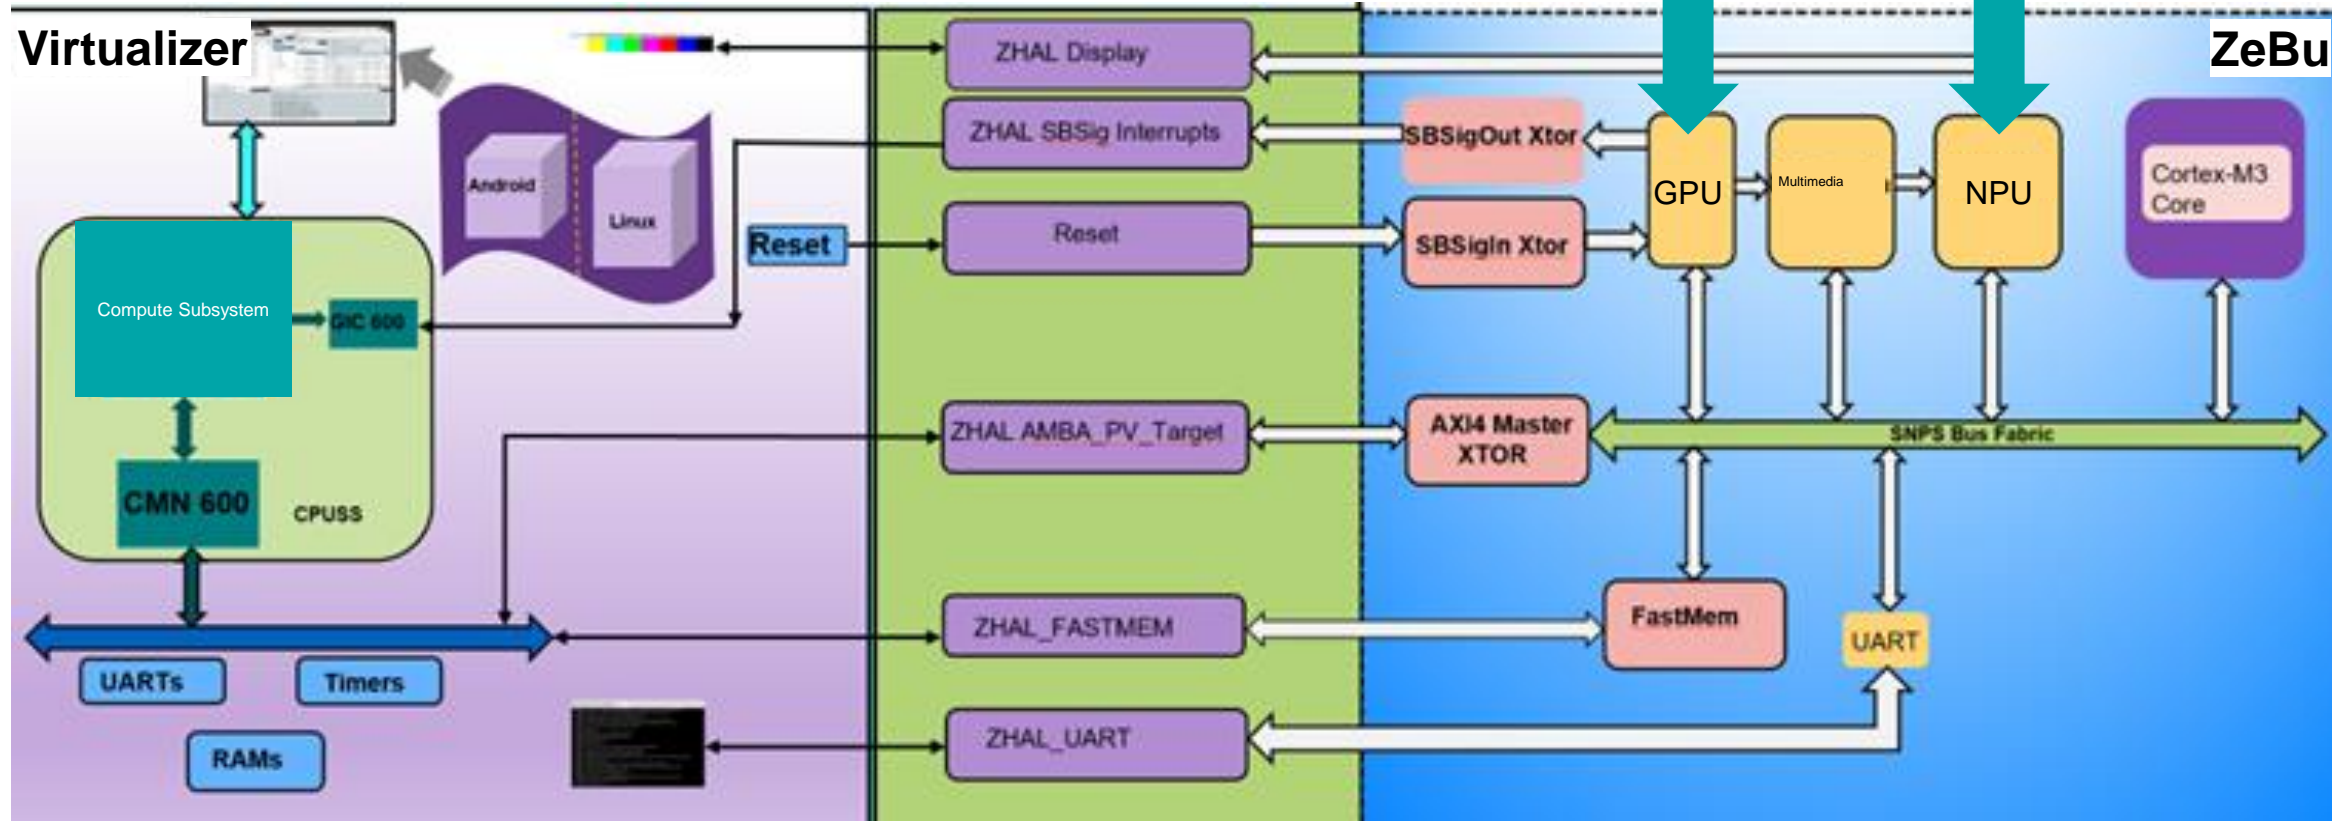 Virtualizer
ZeBu
ZHAL Display
ZHAL SBSig Interrupts
SBSigOut Xtor
Android
Linux
GPU
Multimedia
NPU
Cortex-M3
Core
Reset
Reset
SBSigIn Xtor
Compute Subsystem
GIC 600
ZHAL AMBA_PV_Target
AXI4 Master
XTOR
SNPS Bus Fabric
CMN 600
CPUSS
ZHAL_FASTMEM
FastMem
UART
UARTs
Timers
ZHAL_UART
RAMs